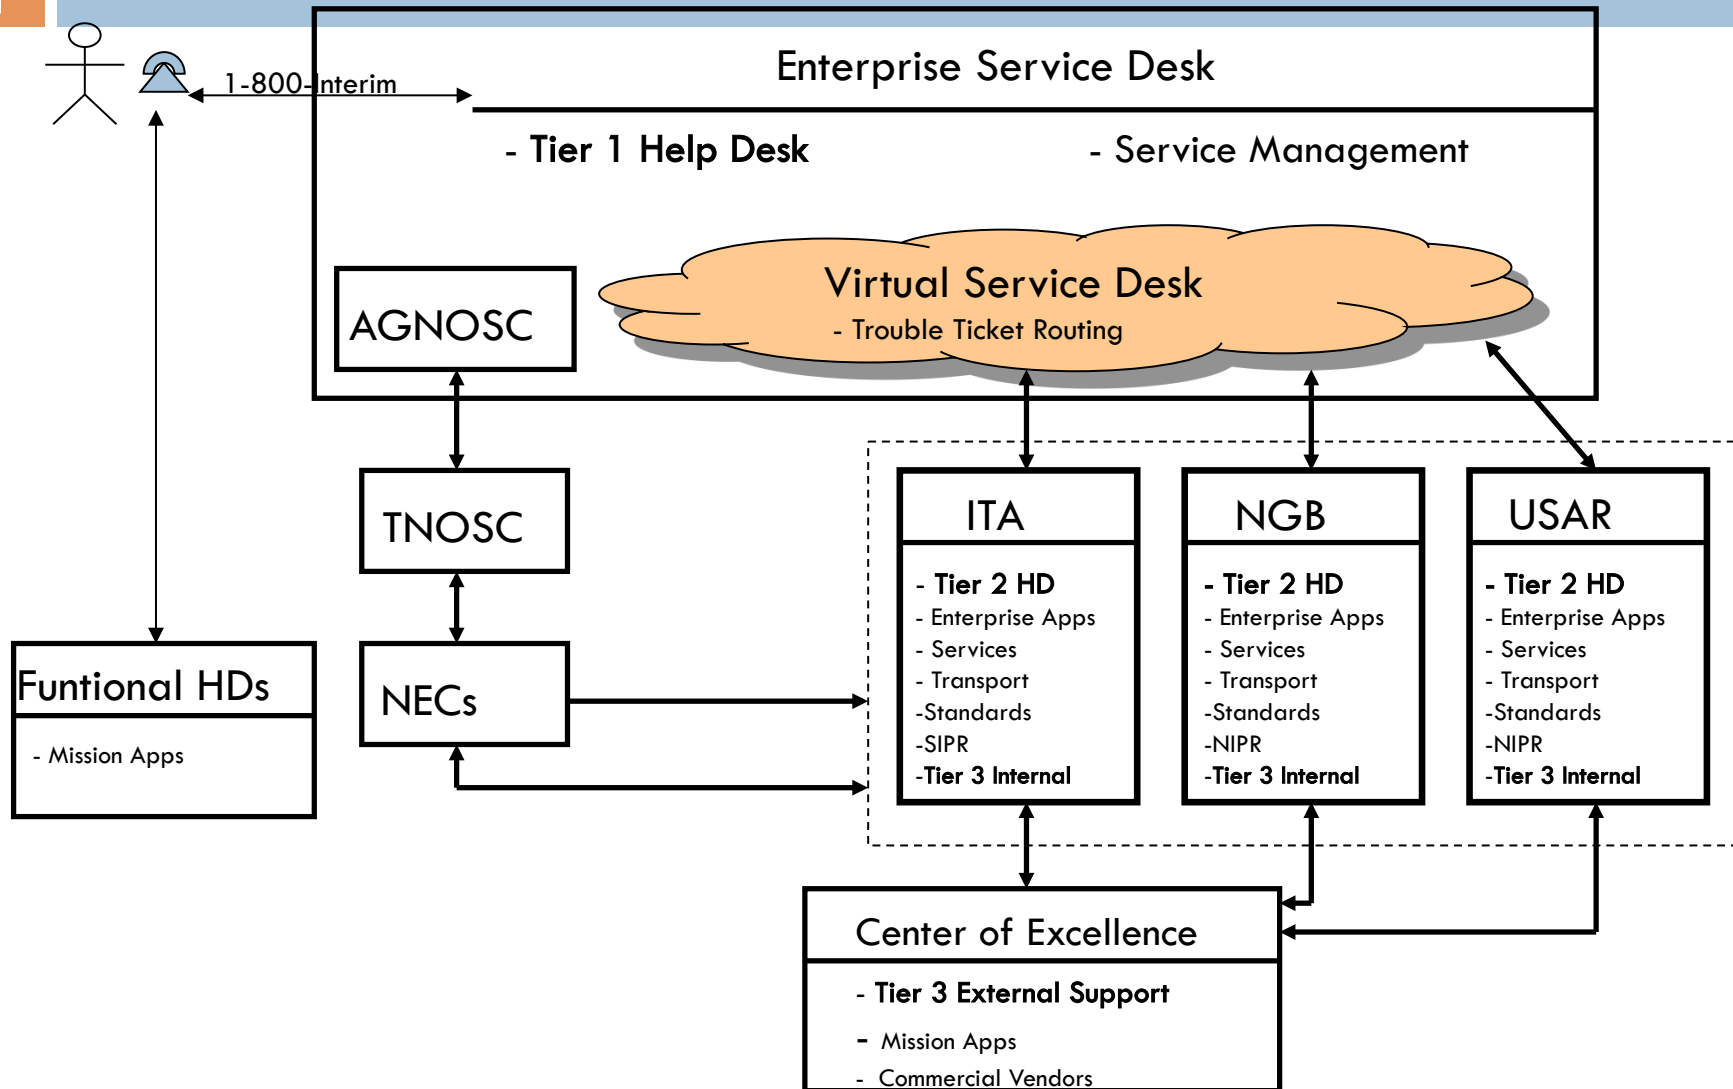 1-800-Interim
Enterprise Service Desk
- Tier 1 Help Desk
- Service Management
Virtual Service Desk
- Trouble Ticket Routing
AGNOSC
TNOSC
NECs
Funtional HDs
- Mission Apps
ITA
- Tier 2 HD
- Enterprise Apps
- Services
- Transport
-Standards
-SIPR
-Tier 3 Internal
NGB
- Tier 2 HD
- Enterprise Apps
- Services
- Transport
-Standards
-NIPR
-Tier 3 Internal
USAR
- Tier 2 HD
- Enterprise Apps
- Services
- Transport
-Standards
-NIPR
-Tier 3 Internal
Center of Excellence
- Tier 3 External Support
- Mission Apps
- Commercial Vendors